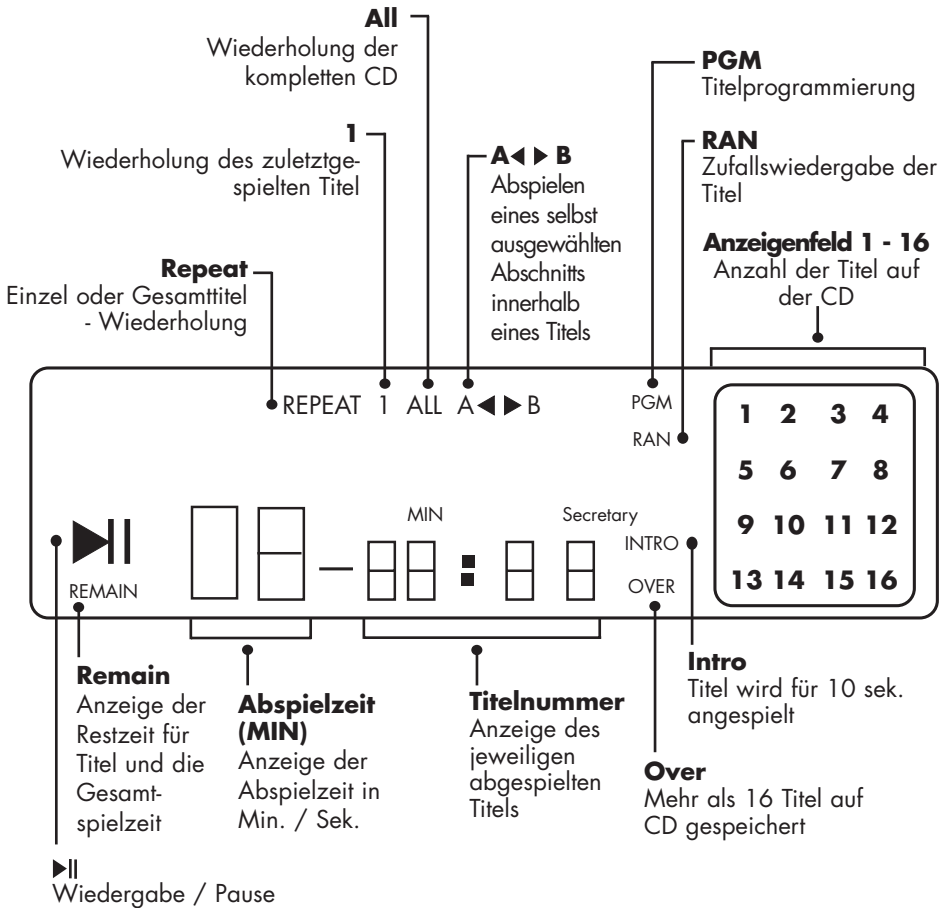 All
Wiederholung der
kompletten CD
PGM
Titelprogrammierung
1
Wiederholung des zuletztge-
spielten Titel
A◀ ▶ B
Abspielen
eines selbst
ausgewählten
Abschnitts
innerhalb
eines Titels
RAN
Zufallswiedergabe der
Titel
Anzeigenfeld 1 - 16
Anzahl der Titel auf
der CD
Repeat
Einzel oder Gesamttitel
- Wiederholung
REPEAT 1 ALL A◀ ▶ B
PGM
RAN
1 2 3 4
5 6 7 8
9 10 11 12
13 14 15 16
MIN
Secretary
INTRO
OVER
▶||
REMAIN
Remain
Anzeige der
Restzeit für
Titel und die
Gesamt-
spielzeit
Abspielzeit
(MIN)
Anzeige der
Abspielzeit in
Min. / Sek.
Titelnummer
Anzeige des
jeweiligen
abgespielten
Titels
Intro
Titel wird für 10 sek.
angespielt
Over
Mehr als 16 Titel auf
CD gespeichert
▶||
Wiedergabe / Pause